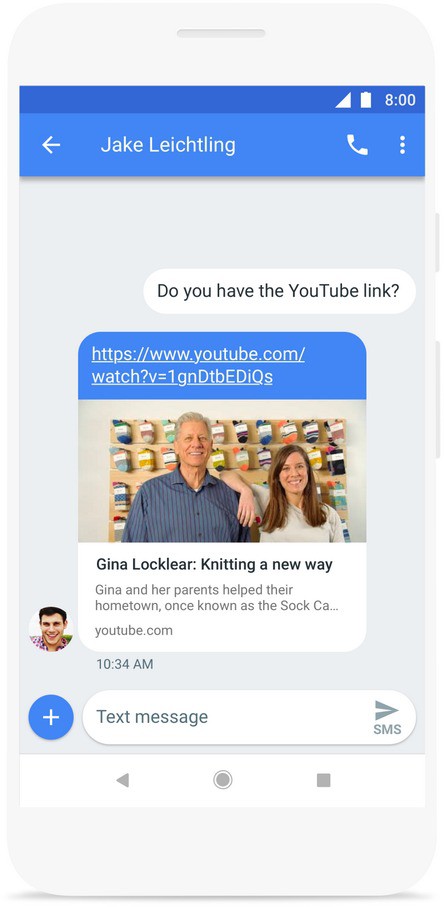 8:00
Jake Leichtling
Do you have the YouTube link?
https://www.youtube.com/
watch?v=1gnDtbEDiQs
Gina Locklear: Knitting a new way
Gina and her parents helped their
hometown, once known as the Sock Ca...
youtube.com
10:34 AM
Text message
SMS